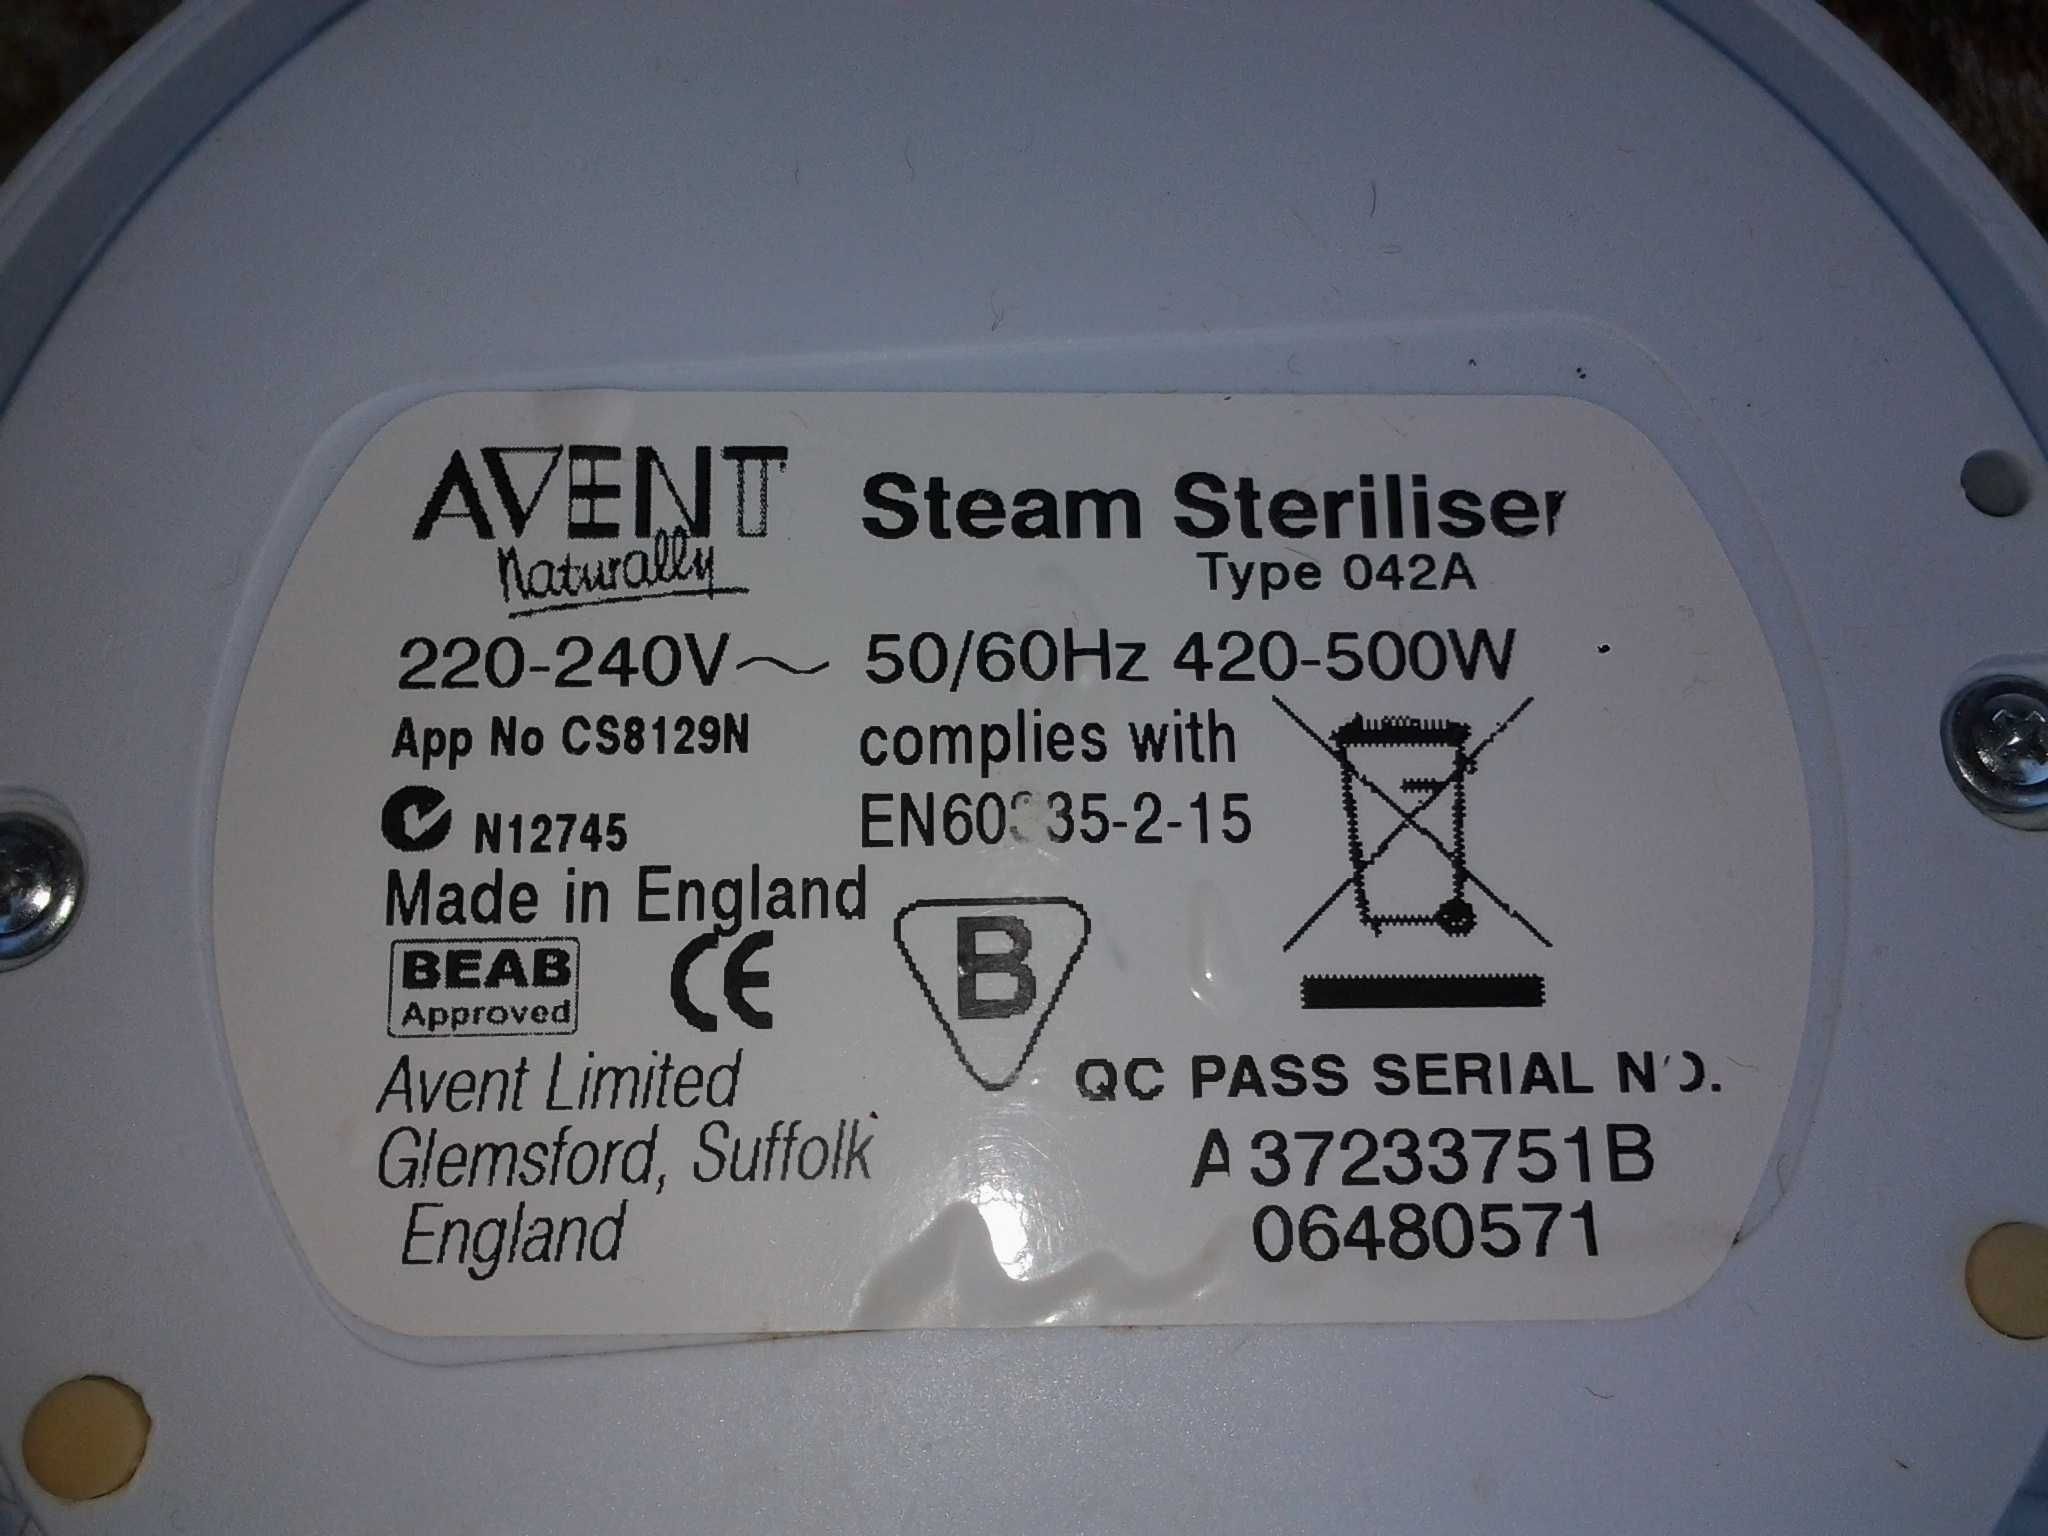 AVENT Steam Steriliser
Naturally Type 042A
220-240V~ 50/60Hz 420-500W
App No CS8129N complies with
N12745 EN60335-2-15
Made in England
BEAB
Approved
CE
B
Avent Limited
Glemsford, Suffolk
England
QC PASS SERIAL NO.
A37233751B
06480571